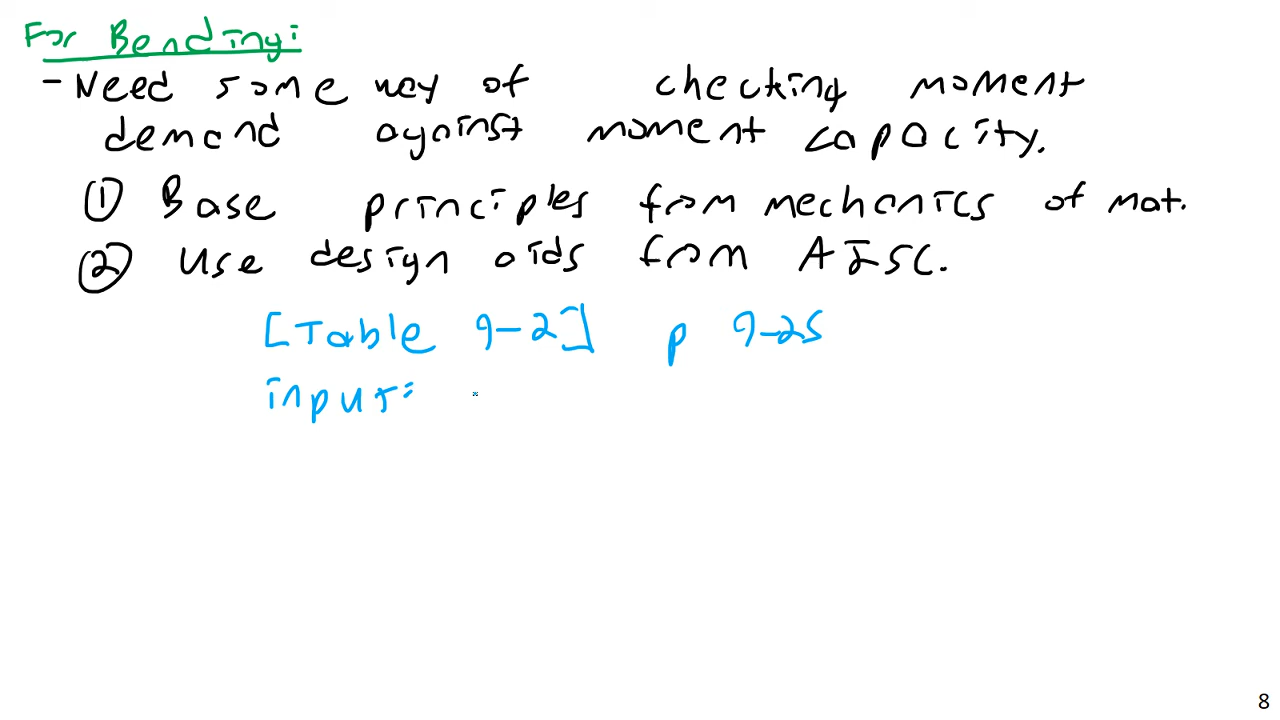 For Bending:
- Need some way of checking moment
demand against moment capacity.
① Base principles from mechanics of mat.
② Use design aids from AISC.
[Table 9-2] p 9-25
input:
8